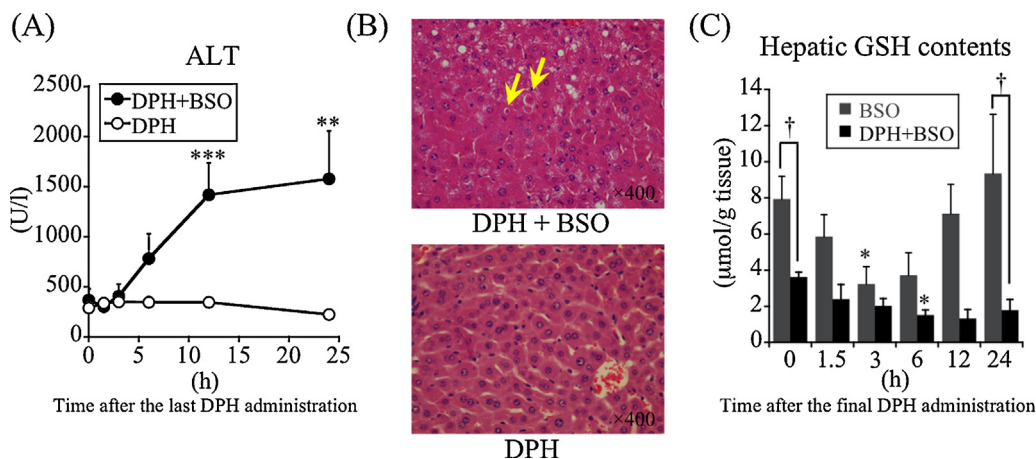 (A)
ALT
2500
2000
1500
1000
500
0
(U/l)
DPH+BSO
DPH
***
**
0 5 10 15 20 25
(h)
Time after the last DPH administration
(B)
×400
DPH + BSO
×400
DPH
(C)
Hepatic GSH contents
14
12
10
8
6
4
2
0
(μmol/g tissue)
BSO
DPH+BSO
†
*
*
†
0 1.5 3 6 12 24
(h)
Time after the final DPH administration